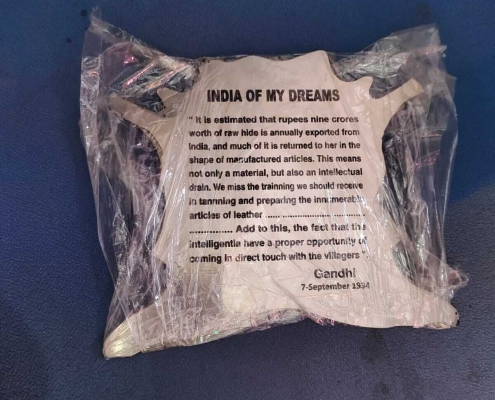 INDIA OF MY DREAMS
" It is estimated that rupees nine crores
worth of raw hide is annually exported from
India, and much of it is returned to her in the
shape of manufactured articles. This means
not only a material, but also an intellectual
drain. We miss the trainning we should receive
in tannning and preparing the innumerable
articles of leather ........................................
................ Add to this, the fact that the
intelligentia have a proper opportunity of
coming in direct touch with the villagers "
Gandhi
7-September 1934